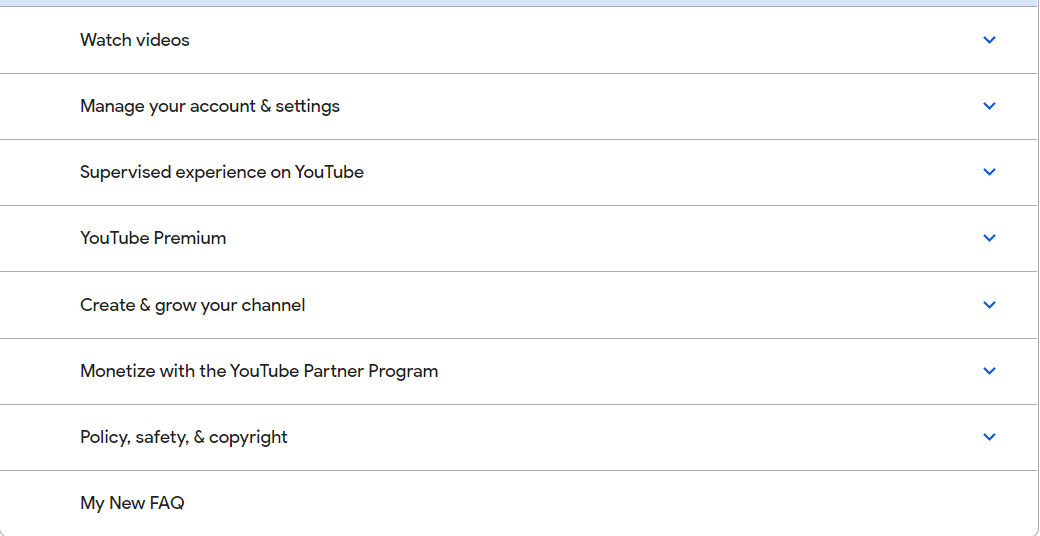 Watch videos
Manage your account & settings
Supervised experience on YouTube
YouTube Premium
Create & grow your channel
Monetize with the YouTube Partner Program
Policy, safety, & copyright
My New FAQ